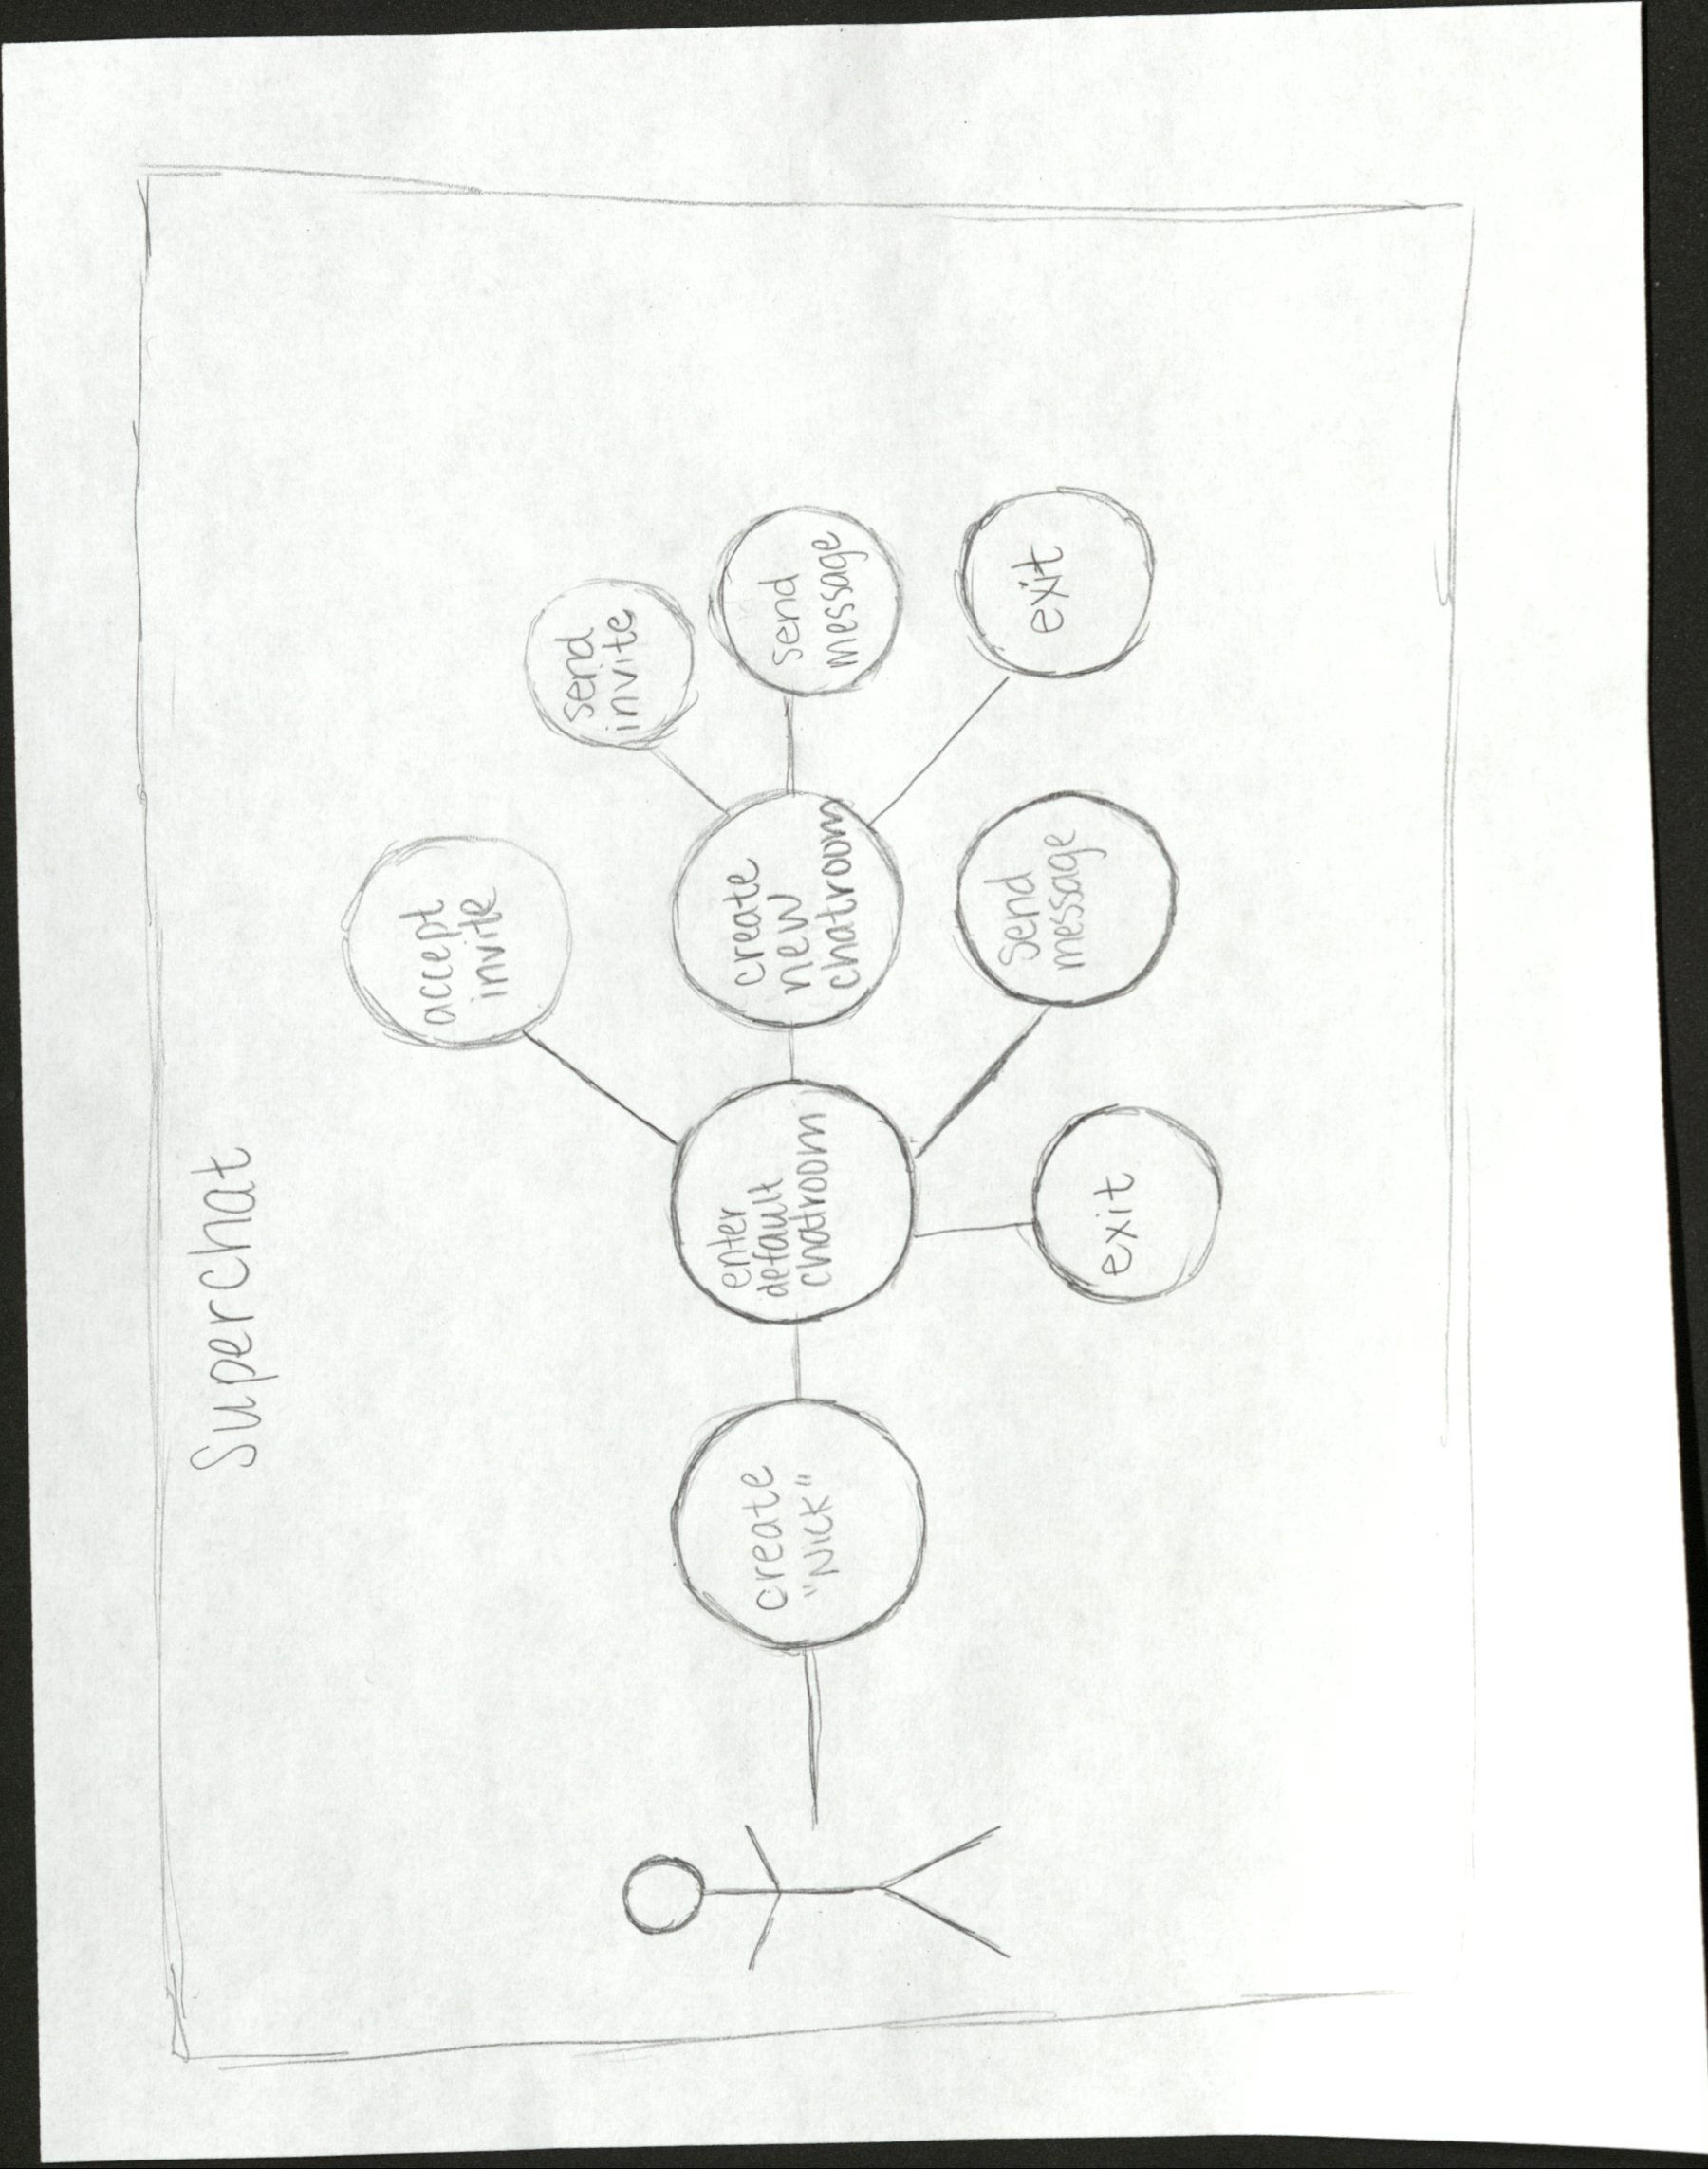 Superchat
create
"Nick"
enter
default
chatroom
accept
invite
create
new
chatroom
send
message
exit
send
invite
send
message
exit